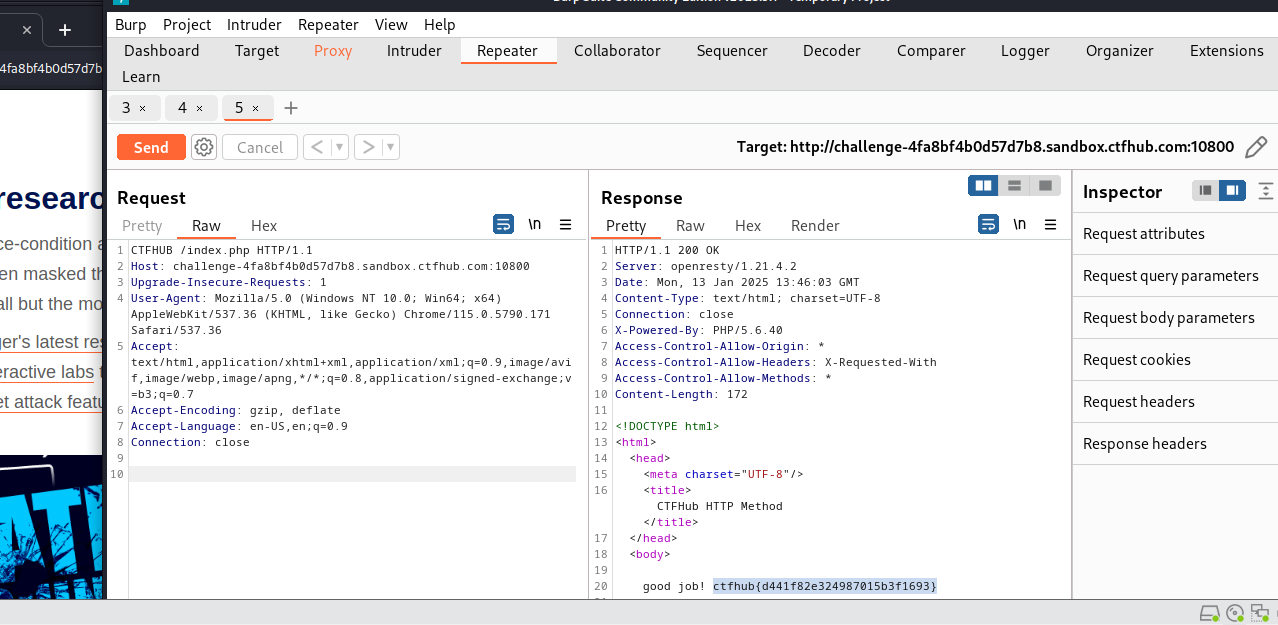 Burp Project Intruder Repeater View Help
Dashboard Target Proxy Intruder Repeater Collaborator Sequencer Decoder Comparer Logger Organizer Extensions
Learn
4fa8bf4b0d57d7b
3 × 4 × 5 × +
Send Cancel < > Target: http://challenge-4fa8bf4b0d57d7b8.sandbox.ctfhub.com:10800
Request
Pretty Raw Hex \n
1 CTFHUB /index.php HTTP/1.1
2 Host: challenge-4fa8bf4b0d57d7b8.sandbox.ctfhub.com:10800
3 Upgrade-Insecure-Requests: 1
4 User-Agent: Mozilla/5.0 (Windows NT 10.0; Win64; x64)
AppleWebKit/537.36 (KHTML, like Gecko) Chrome/115.0.5790.171
Safari/537.36
5 Accept:
text/html,application/xhtml+xml,application/xml;q=0.9,image/avi
f,image/webp,image/apng,*/*;q=0.8,application/signed-exchange;v
=b3;q=0.7
6 Accept-Encoding: gzip, deflate
7 Accept-Language: en-US,en;q=0.9
8 Connection: close
9
10
Response
Pretty Raw Hex Render \n
1 HTTP/1.1 200 OK
2 Server: openresty/1.21.4.2
3 Date: Mon, 13 Jan 2025 13:46:03 GMT
4 Content-Type: text/html; charset=UTF-8
5 Connection: close
6 X-Powered-By: PHP/5.6.40
7 Access-Control-Allow-Origin: *
8 Access-Control-Allow-Headers: X-Requested-With
9 Access-Control-Allow-Methods: *
10 Content-Length: 172
11
12 <!DOCTYPE html>
13 <html>
14 <head>
15 <meta charset="UTF-8"/>
16 <title>
CTFHub HTTP Method
</title>
17 </head>
18 <body>
19
20 good job! ctfhub{d441f82e324987015b3f1693}
Inspector
Request attributes
Request query parameters
Request body parameters
Request cookies
Request headers
Response headers
researc
ce-condition a
en masked th
all but the mo
ger's latest res
eractive labs t
et attack featu